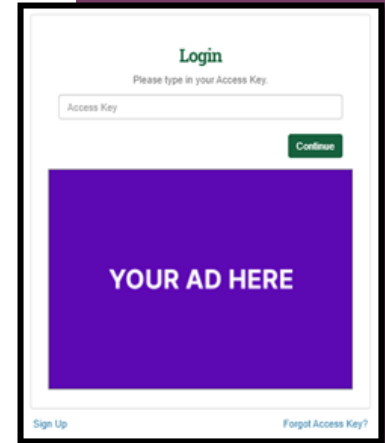 Login
Please type in your Access Key.
Access Key
Continue
YOUR AD HERE
Sign Up
Forgot Access Key?